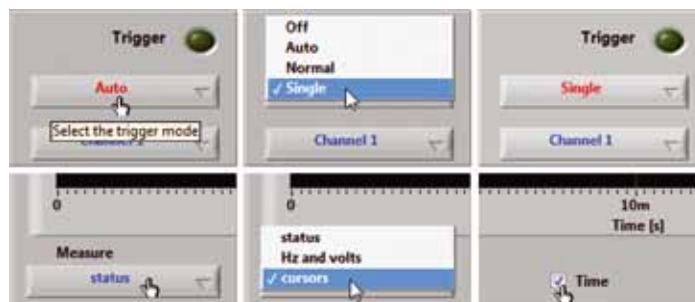 Trigger
Auto
Select the trigger mode
Off
Auto
Normal
✓ Single
Channel 1
Trigger
Single
Channel 1
0
Measure
status
0
status
Hz and volts
✓ cursors
10m
Time [s]
✓ Time